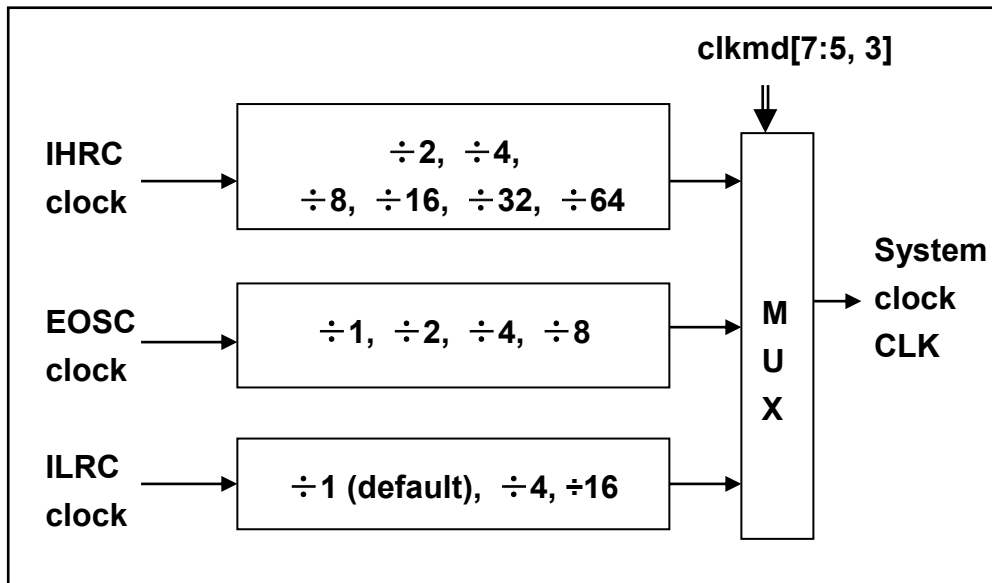 clkmd[7:5, 3]
IHRC
clock
÷2, ÷4,
÷8, ÷16, ÷32, ÷64
EOSC
clock
÷1, ÷2, ÷4, ÷8
ILRC
clock
÷1 (default), ÷4, ÷16
M
U
X
System
clock
CLK